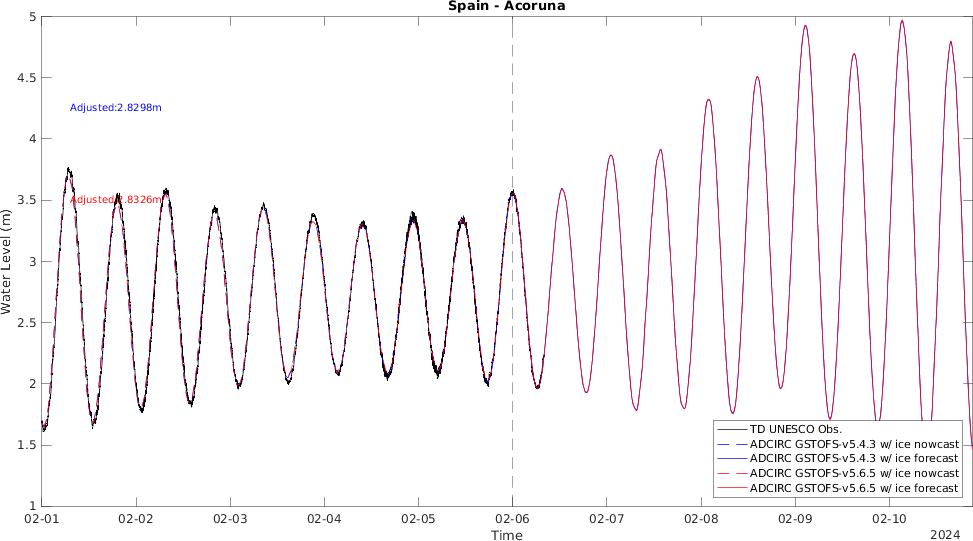 Spain - Acoruna
5
4.5
Adjusted:2.8298m
4
3.5
Adjusted:2.8326m
Water Level (m)
3
2.5
2
1.5
1
TD UNESCO Obs.
ADCIRC GSTOFS-v5.4.3 w/ ice nowcast
ADCIRC GSTOFS-v5.4.3 w/ ice forecast
ADCIRC GSTOFS-v5.6.5 w/ ice nowcast
ADCIRC GSTOFS-v5.6.5 w/ ice forecast
02-01 02-02 02-03 02-04 02-05 02-06 02-07 02-08 02-09 02-10
Time
2024